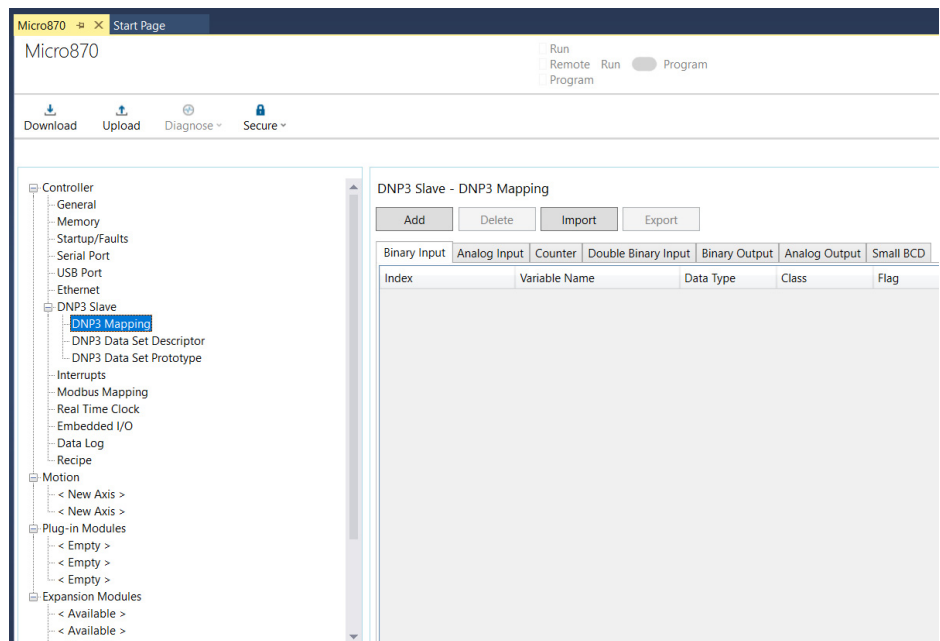 Micro870 Start Page
Micro870
Run
Remote Run Program
Program
Download Upload Diagnose Secure
Controller
General
Memory
Startup/Faults
Serial Port
USB Port
Ethernet
DNP3 Slave
DNP3 Mapping
DNP3 Data Set Descriptor
DNP3 Data Set Prototype
Interrupts
Modbus Mapping
Real Time Clock
Embedded I/O
Data Log
Recipe
Motion
< New Axis >
< New Axis >
Plug-in Modules
< Empty >
< Empty >
< Empty >
Expansion Modules
< Available >
< Available >
DNP3 Slave - DNP3 Mapping
Add Delete Import Export
Binary Input Analog Input Counter Double Binary Input Binary Output Analog Output Small BCD
Index Variable Name Data Type Class Flag